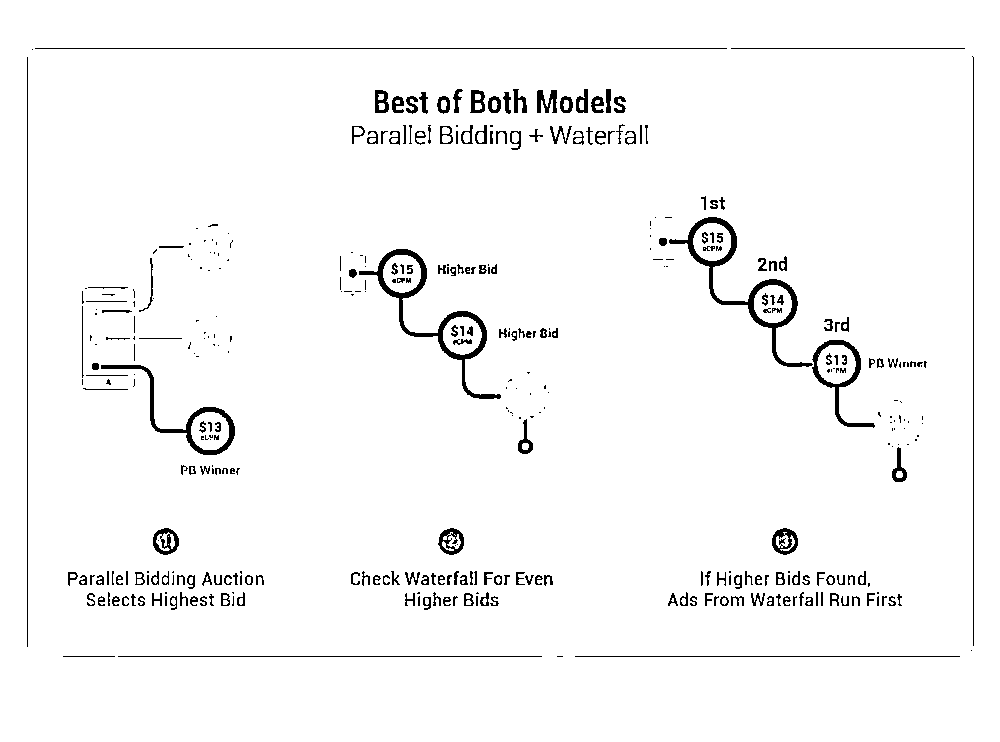 Best of Both Models
Parallel Bidding + Waterfall
$13
eCPM
PB Winner
1
Parallel Bidding Auction
Selects Highest Bid
$15
eCPM
Higher Bid
$14
eCPM
Higher Bid
2
Check Waterfall For Even
Higher Bids
1st
$15
eCPM
2nd
$14
eCPM
3rd
$13
eCPM
PB Winner
3
If Higher Bids Found,
Ads From Waterfall Run First